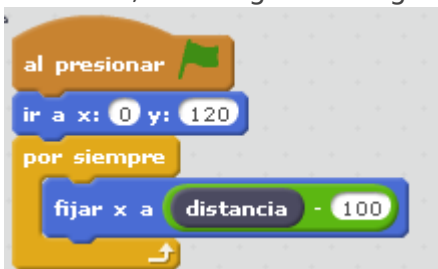 al presionar
ir a x: 0 y: 120
por siempre
fijar x a distancia - 100